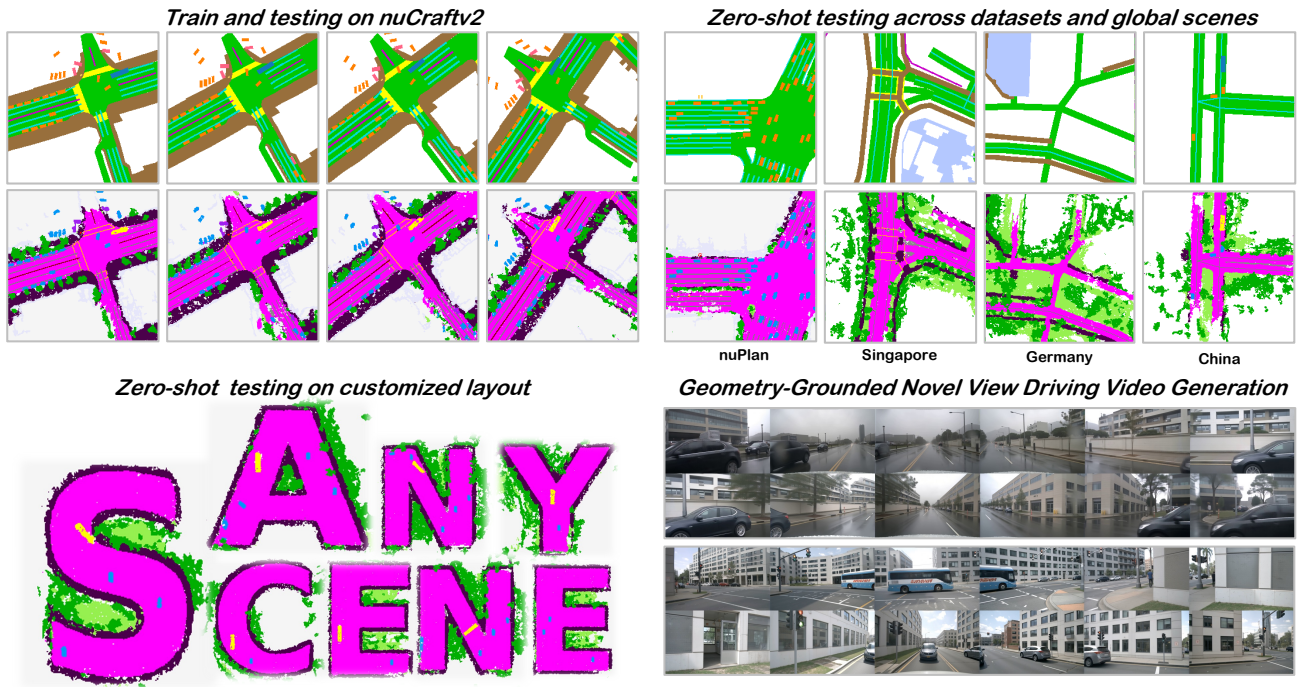 Train and testing on nuCraftv2
Zero-shot testing across datasets and global scenes
nuPlan
Singapore
Germany
China
Zero-shot testing on customized layout
Geometry-Grounded Novel View Driving Video Generation
S ANY
SCENE